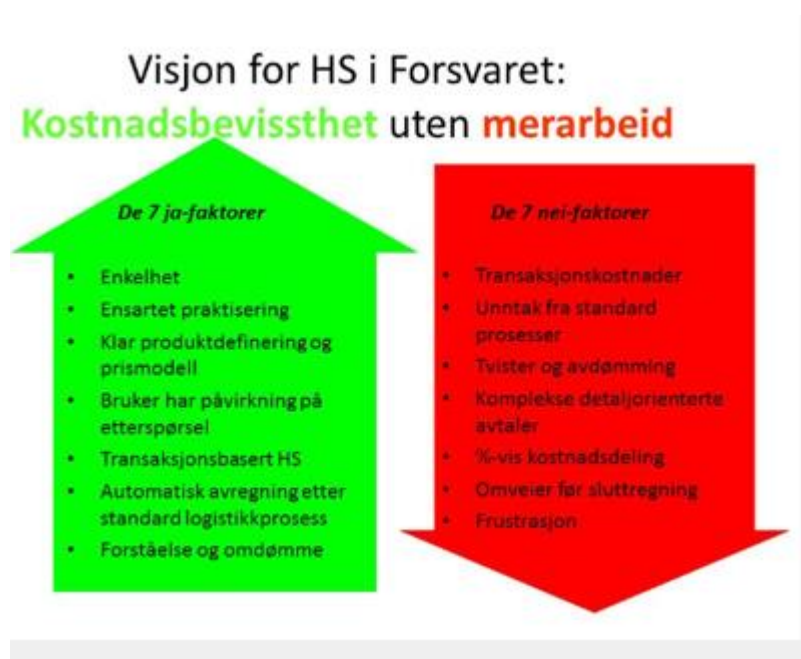 Visjon for HS i Forsvaret:
Kostnadsbevissthet uten merarbeid
De 7 ja-faktorer
• Enkelhet
• Ensartet praktisering
• Klar produktdefinering og
prismodell
• Bruker har påvirkning på
etterspørsel
• Transaksjonsbasert HS
• Automatisk avregning etter
standard logistikkprosess
• Forståelse og omdømme
De 7 nei-faktorer
• Transaksjonskostnader
• Unntak fra standard
prosesser
• Tvister og avdømming
• Komplekse detaljorienterte
avtaler
• %-vis kostnadsdeling
• Omveier før sluttregning
• Frustrasjon